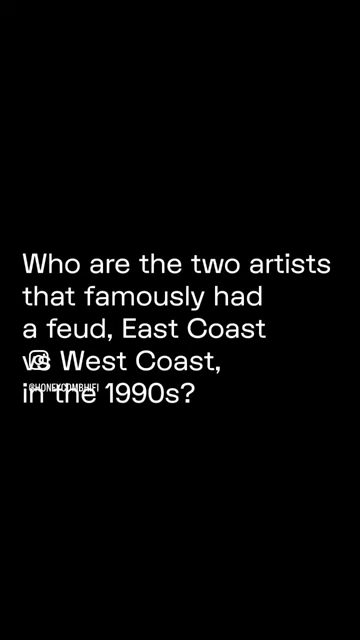 Who are the two artists
that famously had
a feud, East Coast
vs West Coast,
@HONEYCOMBHIFI
in the 1990s?